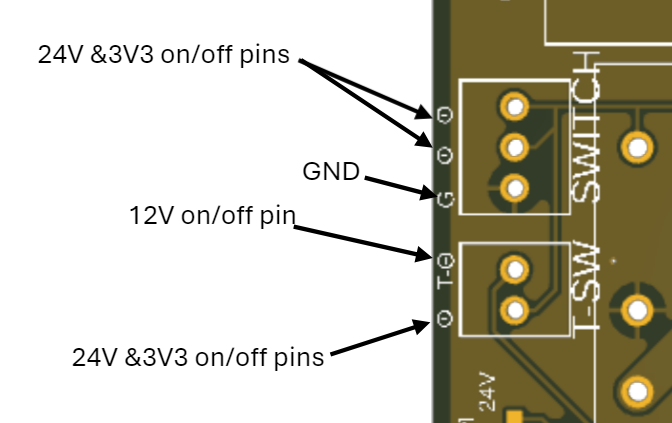 24V &3V3 on/off pins
GND
12V on/off pin
24V &3V3 on/off pins
G
T-
SWITCH
T-SW
24V